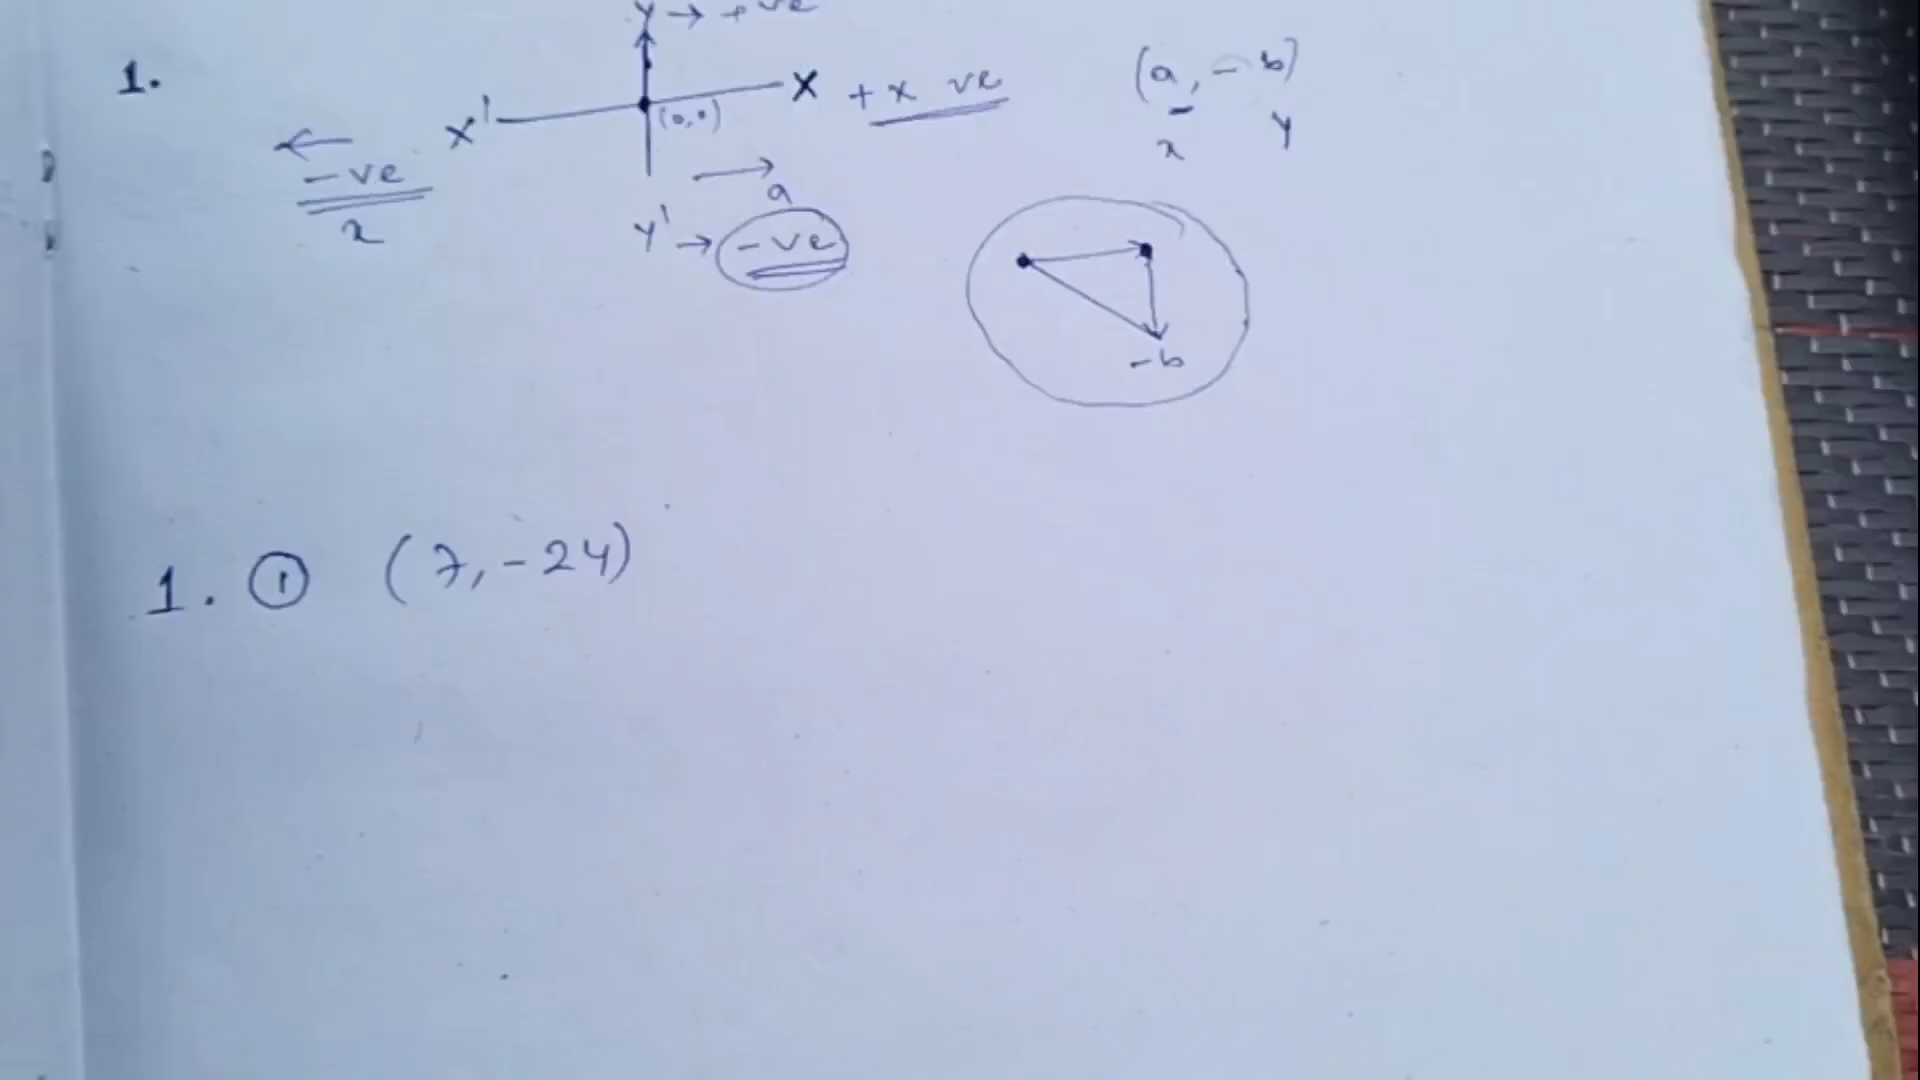 y → +ve
1.
X' X + x ve (a, - b)
(0,0)
x y
- ve
x
a
y' → - ve
- b
1. ① (7, - 24)